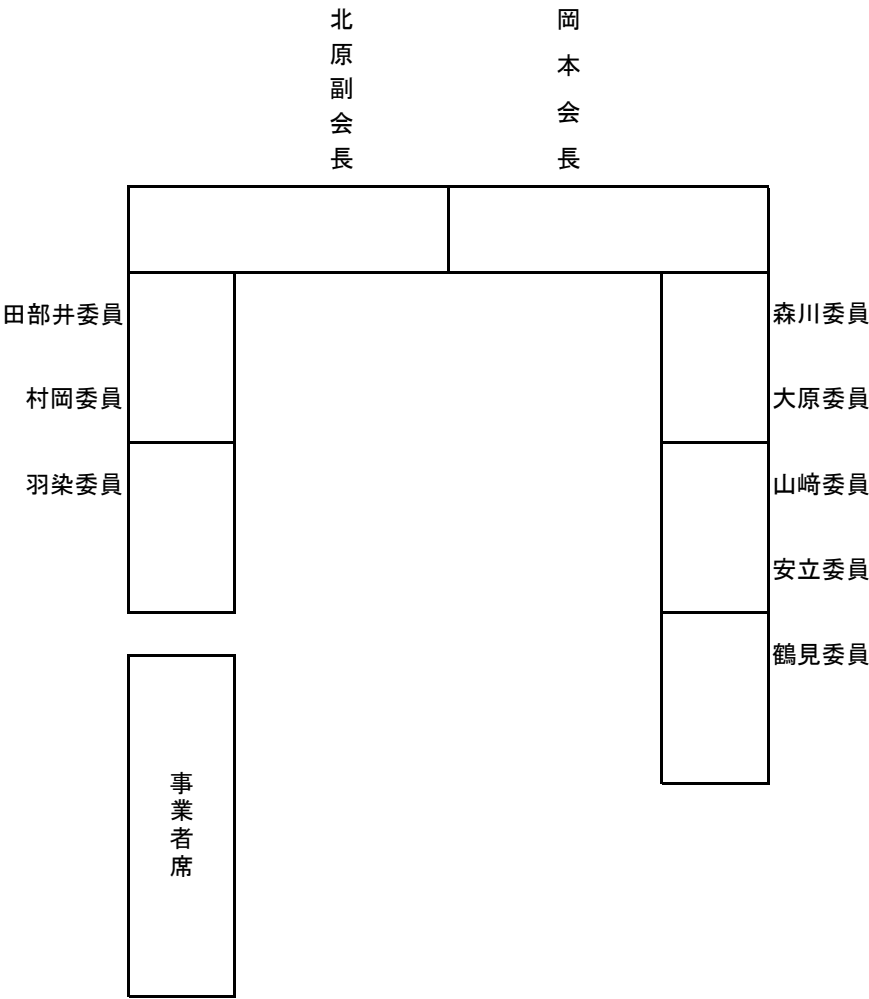 北原副会長
岡本会長
田部井委員
村岡委員
羽染委員
森川委員
大原委員
山﨑委員
安立委員
鶴見委員
事業者席